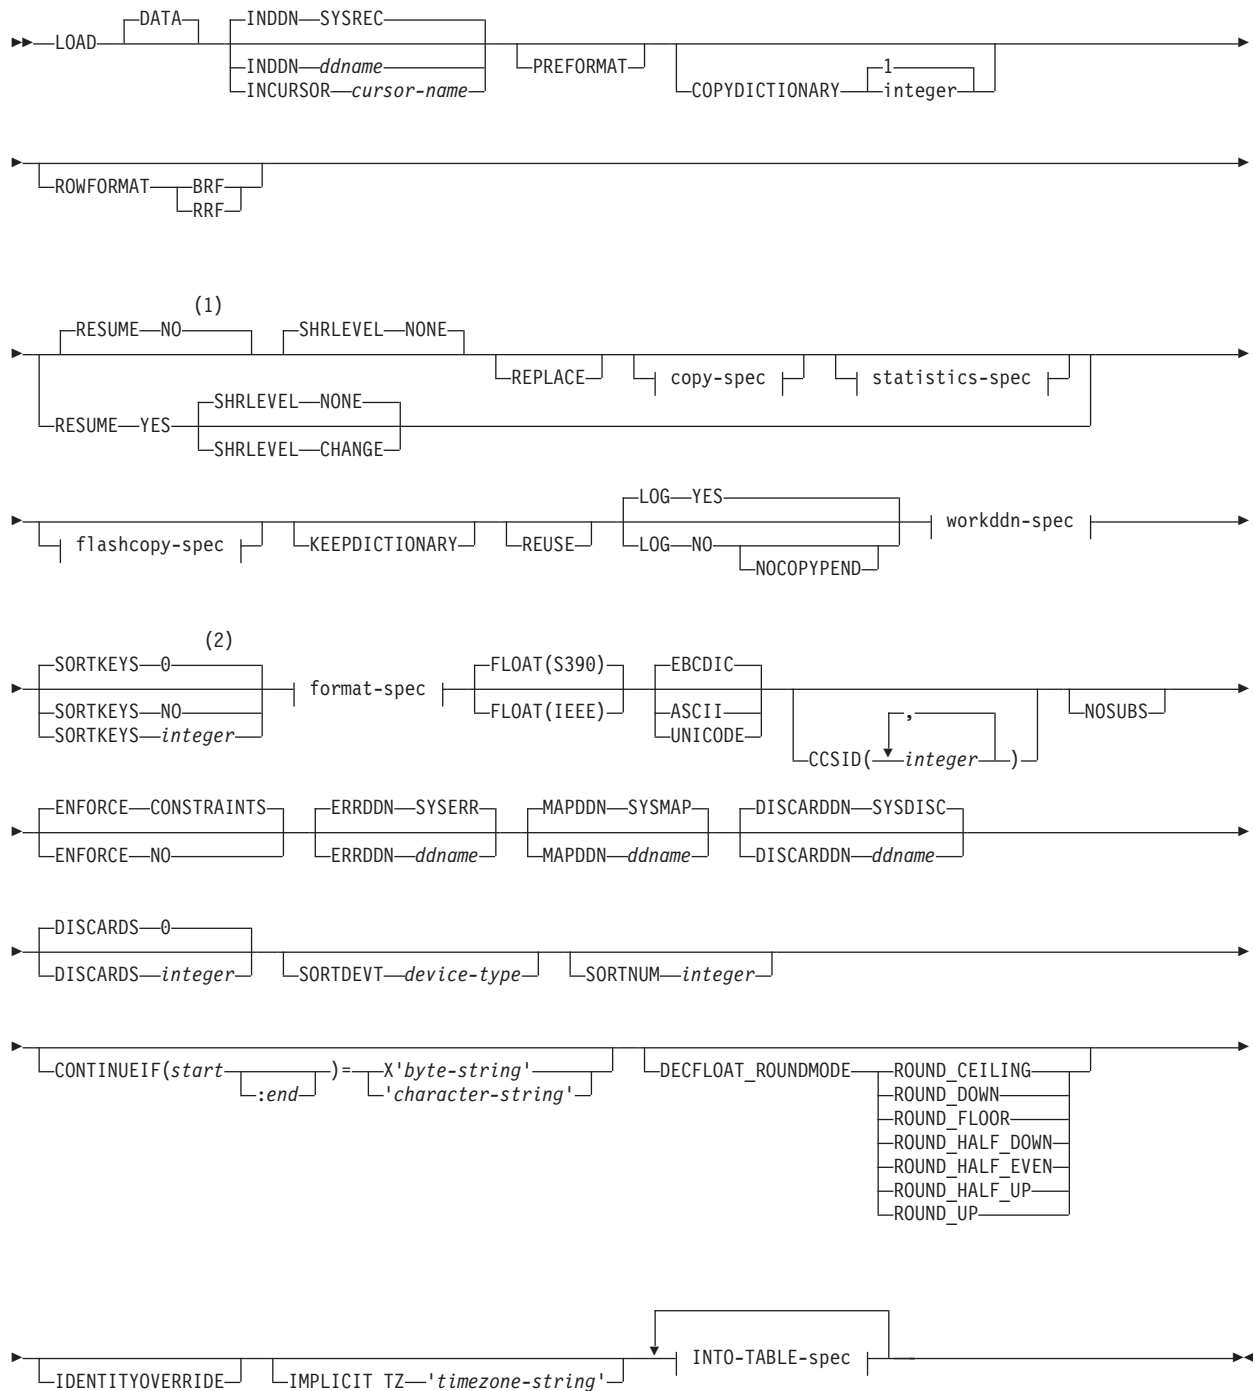 DATA INDDN SYSREC
LOAD
INDDN ddname PREFORMAT 1
INCURSOR cursor-name COPYDICTIONARY integer
ROWFORMAT BRF
RRF
(1)
RESUME NO SHRLEVEL NONE
REPLACE copy-spec statistics-spec
SHRLEVEL NONE
RESUME YES
SHRLEVEL CHANGE
LOG YES
workddn-spec
flashcopy-spec KEEPDICTIONARY REUSE LOG NO
NOCOPYPEND
(2)
SORTKEYS 0 FLOAT(S390) EBCDIC
format-spec
SORTKEYS NO FLOAT(IEEE) ASCII , NOSUBS
SORTKEYS integer UNICODE
CCSID( integer )
ENFORCE CONSTRAINTS ERRDDN SYSERR MAPDDN SYSMAP DISCARDDN SYSDISC
ENFORCE NO ERRDDN ddname MAPDDN ddname DISCARDDN ddname
DISCARDS 0
DISCARDS integer SORTDEVT device-type SORTNUM integer
CONTINUEIF(start )= X'byte-string' DECFLOAT_ROUNDMODE ROUND_CEILING
:end 'character-string' ROUND_DOWN
ROUND_FLOOR
ROUND_HALF_DOWN
ROUND_HALF_EVEN
ROUND_HALF_UP
ROUND_UP
INTO-TABLE-spec
IDENTITYOVERRIDE IMPLICIT_TZ 'timezone-string'